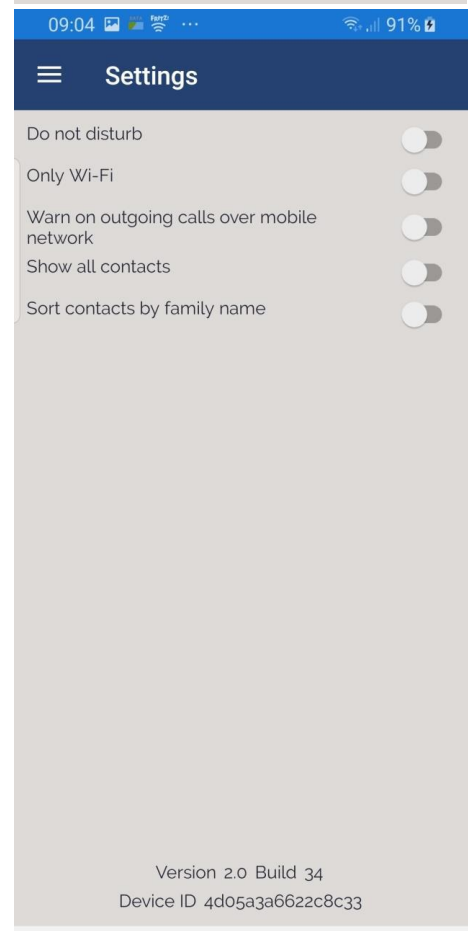 09:04 ... 91%
Settings
Do not disturb
Only Wi-Fi
Warn on outgoing calls over mobile
network
Show all contacts
Sort contacts by family name
Version 2.0 Build 34
Device ID 4d05a3a6622c8c33